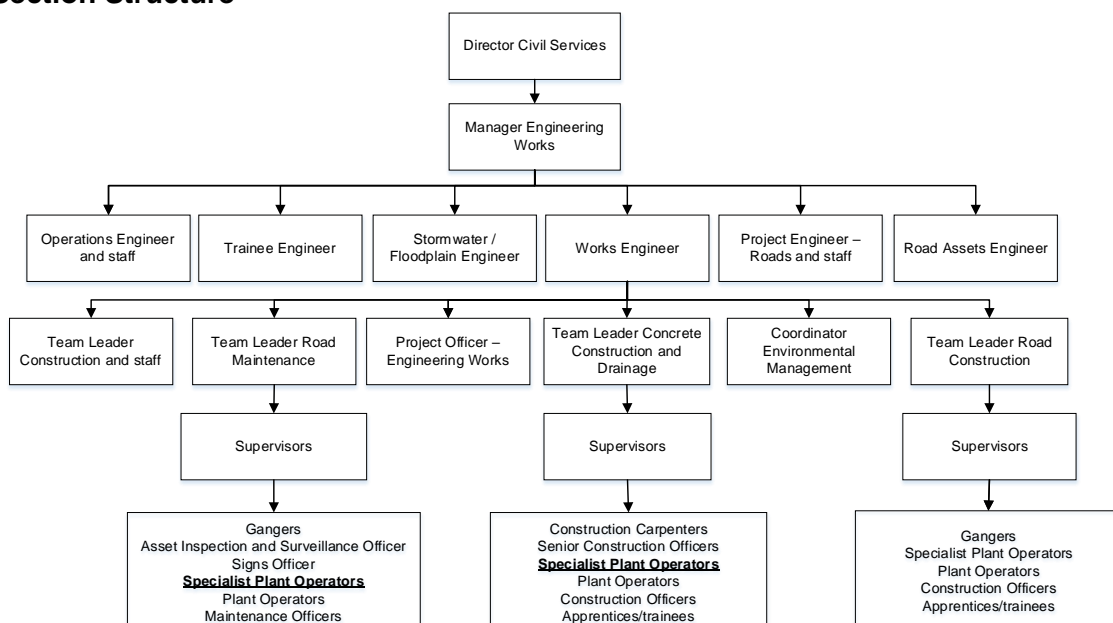 Section Structure
Director Civil Services
Manager Engineering
Works
Operations Engineer
and staff
Trainee Engineer
Stormwater /
Floodplain Engineer
Works Engineer
Project Engineer –
Roads and staff
Road Assets Engineer
Team Leader
Construction and staff
Team Leader Road
Maintenance
Project Officer –
Engineering Works
Team Leader Concrete
Construction and
Drainage
Coordinator
Environmental
Management
Team Leader Road
Construction
Supervisors
Supervisors
Supervisors
Gangers
Asset Inspection and Surveillance Officer
Signs Officer
Specialist Plant Operators
Plant Operators
Maintenance Officers
Construction Carpenters
Senior Construction Officers
Specialist Plant Operators
Plant Operators
Construction Officers
Apprentices/trainees
Gangers
Specialist Plant Operators
Plant Operators
Construction Officers
Apprentices/trainees